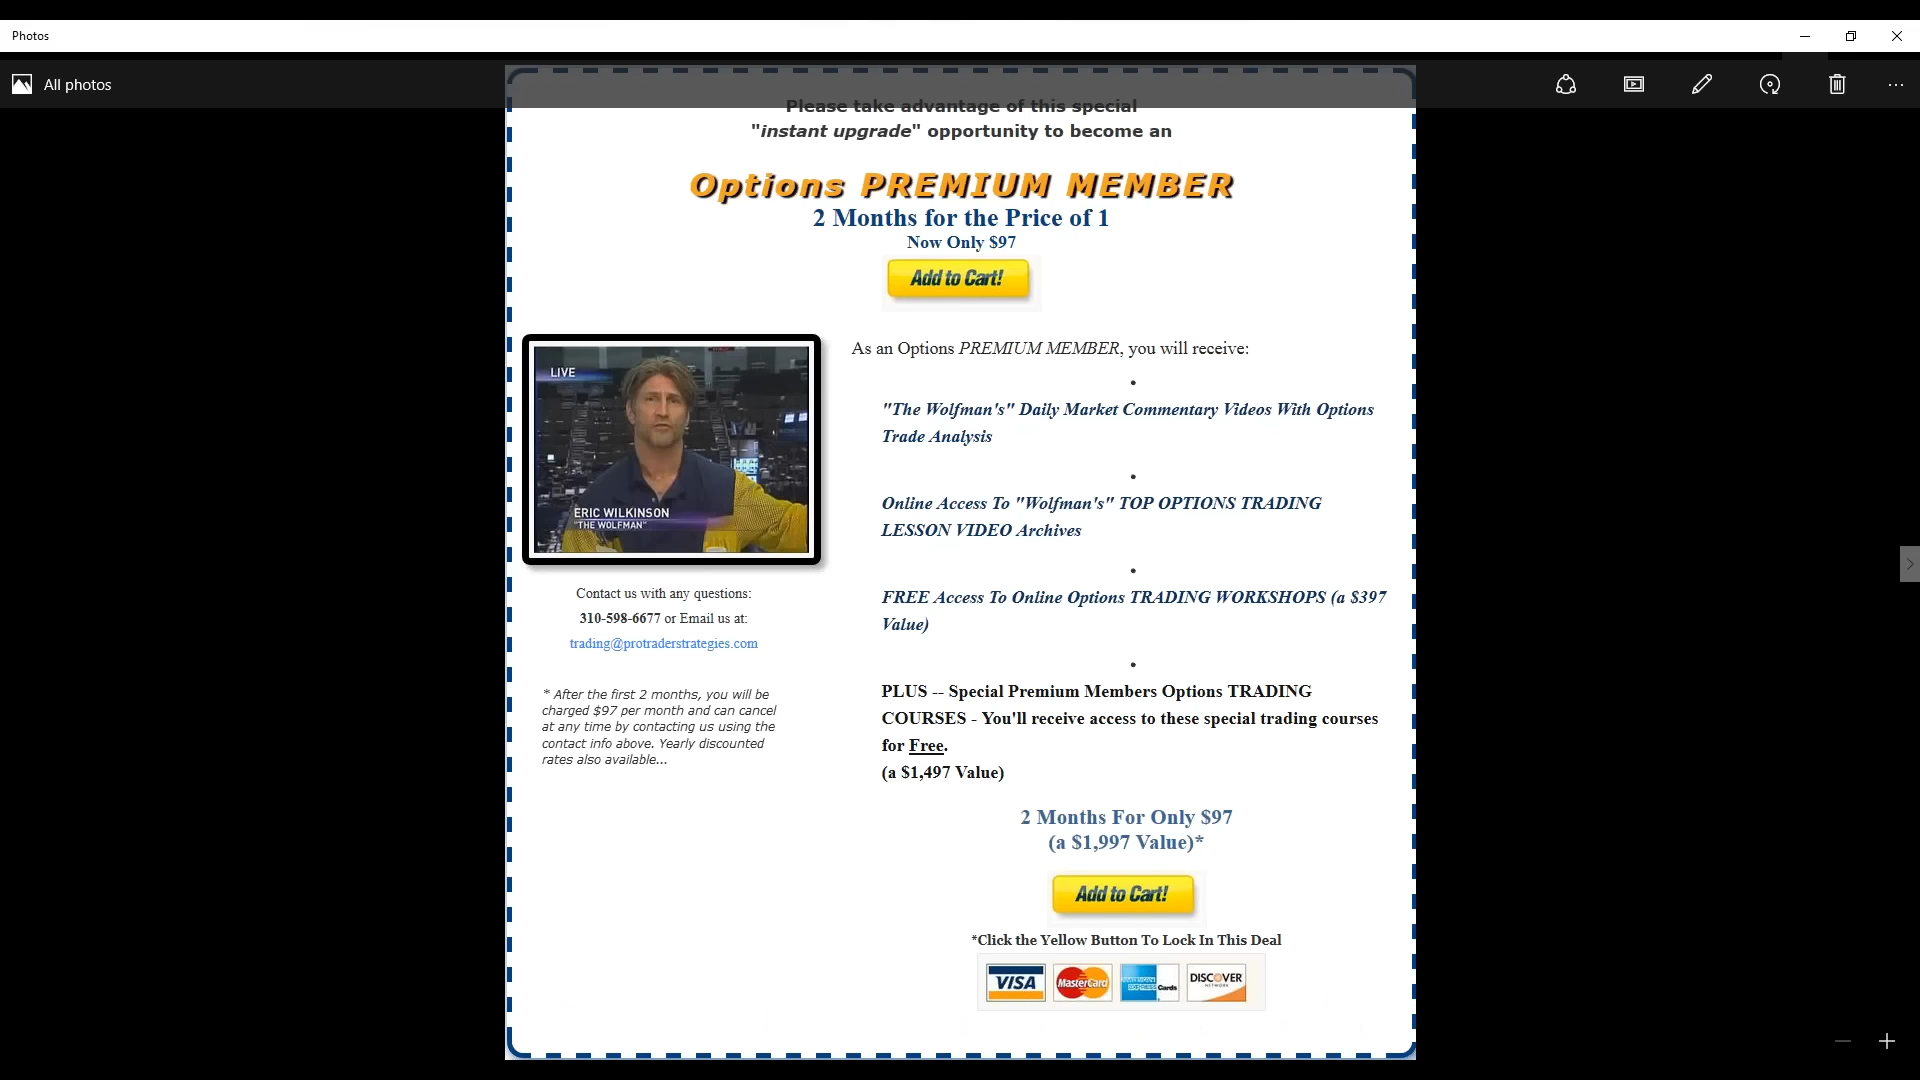 Photos
All photos
Please take advantage of this special
"instant upgrade" opportunity to become an
Options PREMIUM MEMBER
2 Months for the Price of 1
Now Only $97
Add to Cart!
LIVE
ERIC WILKINSON
"THE WOLFMAN"
Contact us with any questions:
310-598-6677 or Email us at:
trading@protraderstrategies.com
* After the first 2 months, you will be
charged $97 per month and can cancel
at any time by contacting us using the
contact info above. Yearly discounted
rates also available...
As an Options PREMIUM MEMBER, you will receive:
•
"The Wolfman's" Daily Market Commentary Videos With Options
Trade Analysis
•
Online Access To "Wolfman's" TOP OPTIONS TRADING
LESSON VIDEO Archives
•
FREE Access To Online Options TRADING WORKSHOPS (a $397
Value)
•
PLUS -- Special Premium Members Options TRADING
COURSES - You'll receive access to these special trading courses
for Free.
(a $1,497 Value)
2 Months For Only $97
(a $1,997 Value)*
Add to Cart!
*Click the Yellow Button To Lock In This Deal
VISA
MasterCard
AMERICAN EXPRESS Cards
DISCOVER
NETWORK